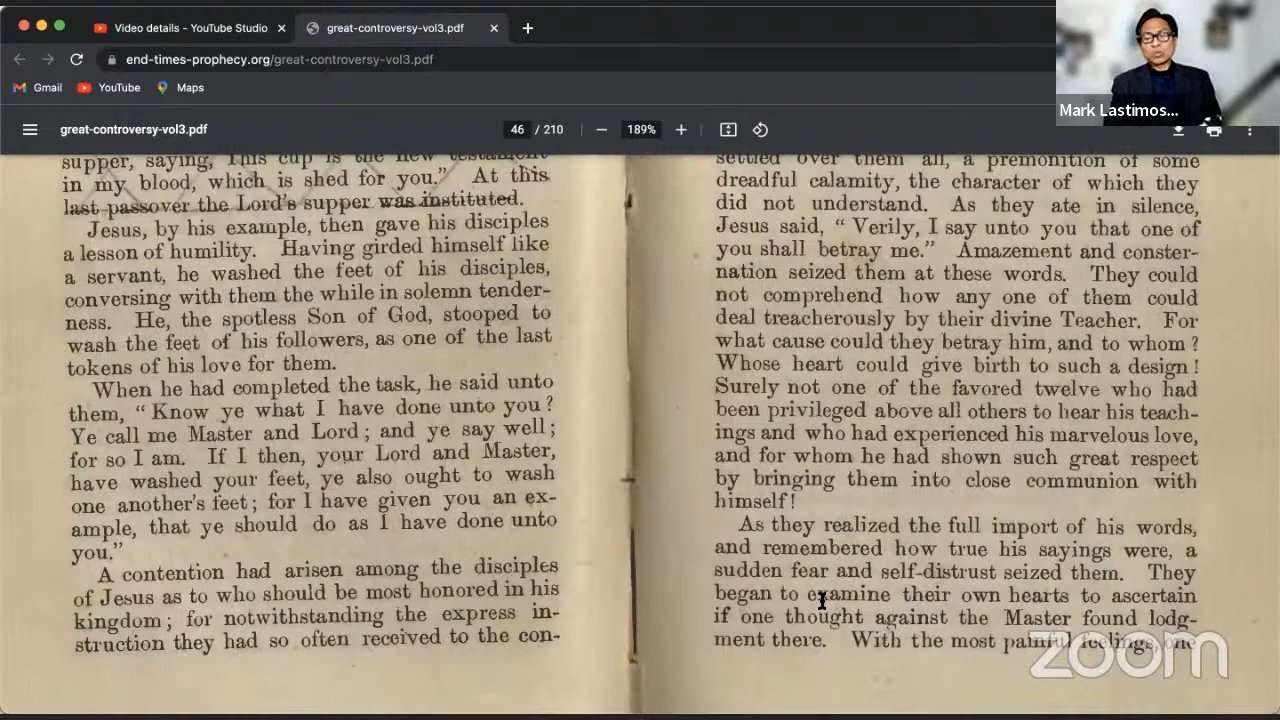 Video details - YouTube Studio
great-controversy-vol3.pdf
end-times-prophecy.org/great-controversy-vol3.pdf
Gmail
YouTube
Maps
Mark Lastimos...
great-controversy-vol3.pdf
46 / 210
189%
supper, saying, This cup is the new testament
in my blood, which is shed for you.” At this
last passover the Lord’s supper was instituted.
Jesus, by his example, then gave his disciples
a lesson of humility. Having girded himself like
a servant, he washed the feet of his disciples,
conversing with them the while in solemn tender-
ness. He, the spotless Son of God, stooped to
wash the feet of his followers, as one of the last
tokens of his love for them.
When he had completed the task, he said unto
them, “ Know ye what I have done unto you ?
Ye call me Master and Lord ; and ye say well ;
for so I am. If I then, your Lord and Master,
have washed your feet, ye also ought to wash
one another’s feet ; for I have given you an ex-
ample, that ye should do as I have done unto
you.”
A contention had arisen among the disciples
of Jesus as to who should be most honored in his
kingdom ; for notwithstanding the express in-
struction they had so often received to the con-
settled over them all, a premonition of some
dreadful calamity, the character of which they
did not understand. As they ate in silence,
Jesus said, “ Verily, I say unto you that one of
you shall betray me.” Amazement and conster-
nation seized them at these words. They could
not comprehend how any one of them could
deal treacherously by their divine Teacher. For
what cause could they betray him, and to whom ?
Whose heart could give birth to such a design !
Surely not one of the favored twelve who had
been privileged above all others to hear his teach-
ings and who had experienced his marvelous love,
and for whom he had shown such great respect
by bringing them into close communion with
himself !
As they realized the full import of his words,
and remembered how true his sayings were, a
sudden fear and self-distrust seized them. They
began to examine their own hearts to ascertain
if one thought against the Master found lodg-
ment there. With the most painful feelings, one
zoom